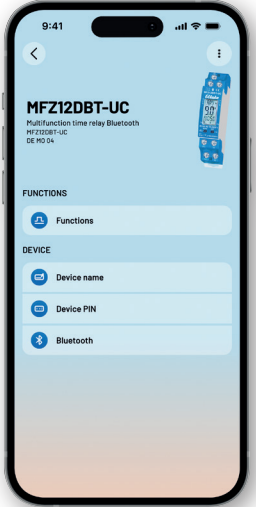 9:41
MFZ12DBT-UC
Multifunction time relay Bluetooth
MFZ12DBT-UC
DE MO 04
FUNCTIONS
Functions
DEVICE
Device name
Device PIN
Bluetooth